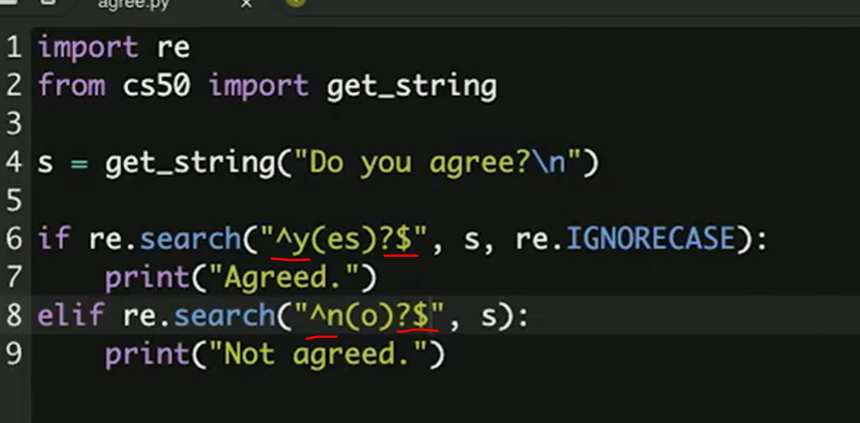 agree.py x
1 import re
2 from cs50 import get_string
3
4 s = get_string("Do you agree?\n")
5
6 if re.search("^y(es)?$", s, re.IGNORECASE):
7     print("Agreed.")
8 elif re.search("^n(o)?$", s):
9     print("Not agreed.")